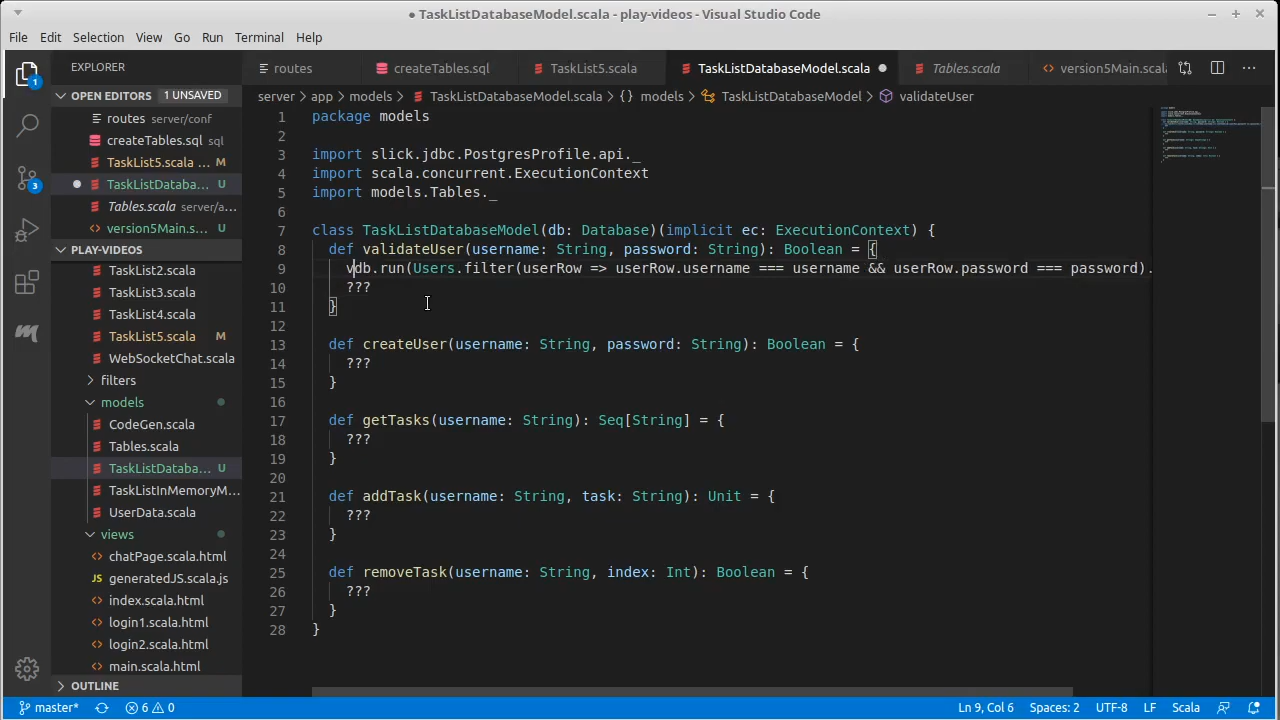 ● TaskListDatabaseModel.scala - play-videos - Visual Studio Code
File Edit Selection View Go Run Terminal Help
EXPLORER
routes createTables.sql TaskList5.scala TaskListDatabaseModel.scala Tables.scala version5Main.scal
OPEN EDITORS 1 UNSAVED
server > app > models > TaskListDatabaseModel.scala > {} models > TaskListDatabaseModel > validateUser
1
routes server/conf
createTables.sql sql
TaskList5.scala ... M
TaskListDataba... U
Tables.scala server/a...
version5Main.s... U
3
PLAY-VIDEOS
TaskList2.scala
TaskList3.scala
TaskList4.scala
TaskList5.scala M
WebSocketChat.scala
filters
models
CodeGen.scala
Tables.scala
TaskListDataba... U
TaskListInMemoryM...
UserData.scala
views
chatPage.scala.html
JS generatedJS.scala.js
index.scala.html
login1.scala.html
login2.scala.html
main.scala.html
OUTLINE
1 package models
2
3 import slick.jdbc.PostgresProfile.api._
4 import scala.concurrent.ExecutionContext
5 import models.Tables._
6
7 class TaskListDatabaseModel(db: Database)(implicit ec: ExecutionContext) {
8 def validateUser(username: String, password: String): Boolean = {
9 vdb.run(Users.filter(userRow => userRow.username === username && userRow.password === password).
10 ???
11 }
12
13 def createUser(username: String, password: String): Boolean = {
14 ???
15 }
16
17 def getTasks(username: String): Seq[String] = {
18 ???
19 }
20
21 def addTask(username: String, task: String): Unit = {
22 ???
23 }
24
25 def removeTask(username: String, index: Int): Boolean = {
26 ???
27 }
28 }
master* 6 0 Ln 9, Col 6 Spaces: 2 UTF-8 LF Scala